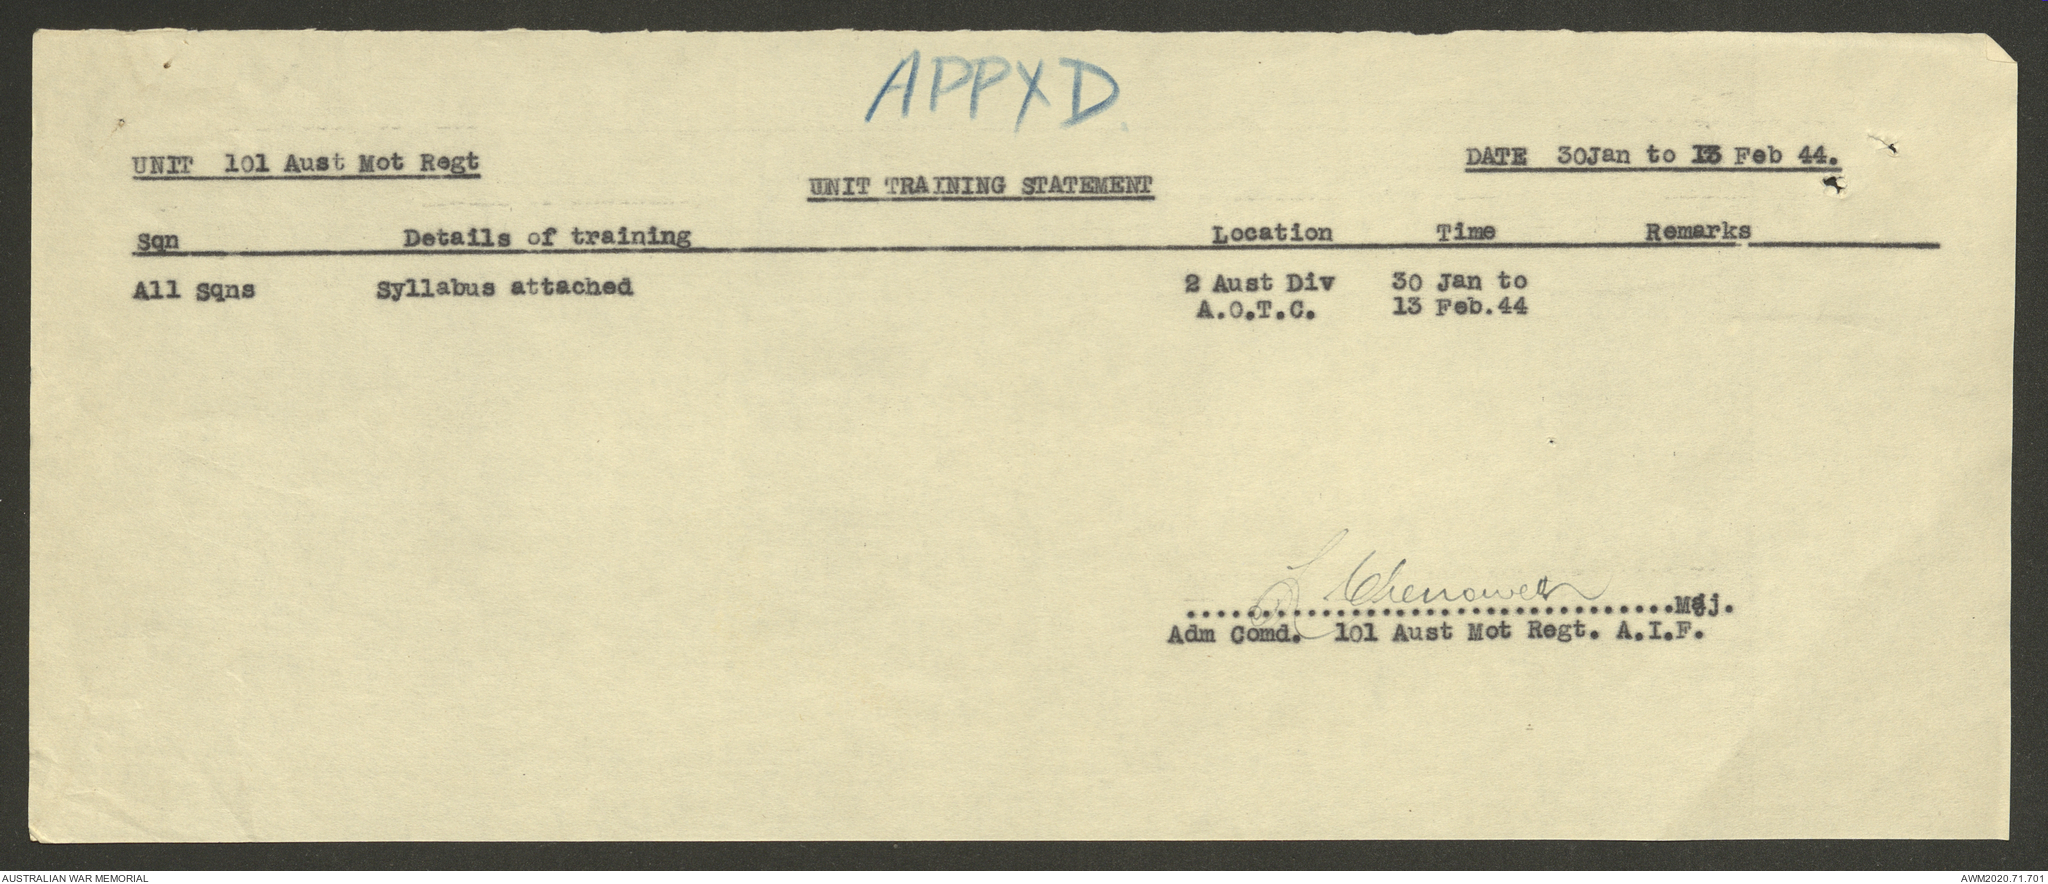 APPX D.
UNIT 101 Aust Mot Regt
DATE 30Jan to 13 Feb 44.
UNIT TRAINING STATEMENT
Sqn Details of training Location Time Remarks
All Sqns Syllabus attached 2 Aust Div 30 Jan to
A.O.T.C. 13 Feb.44
Chenoweth
..................................Maj.
Adm Comd. 101 Aust Mot Regt. A.I.F.
AUSTRALIAN WAR MEMORIAL
AWM2020.71.701